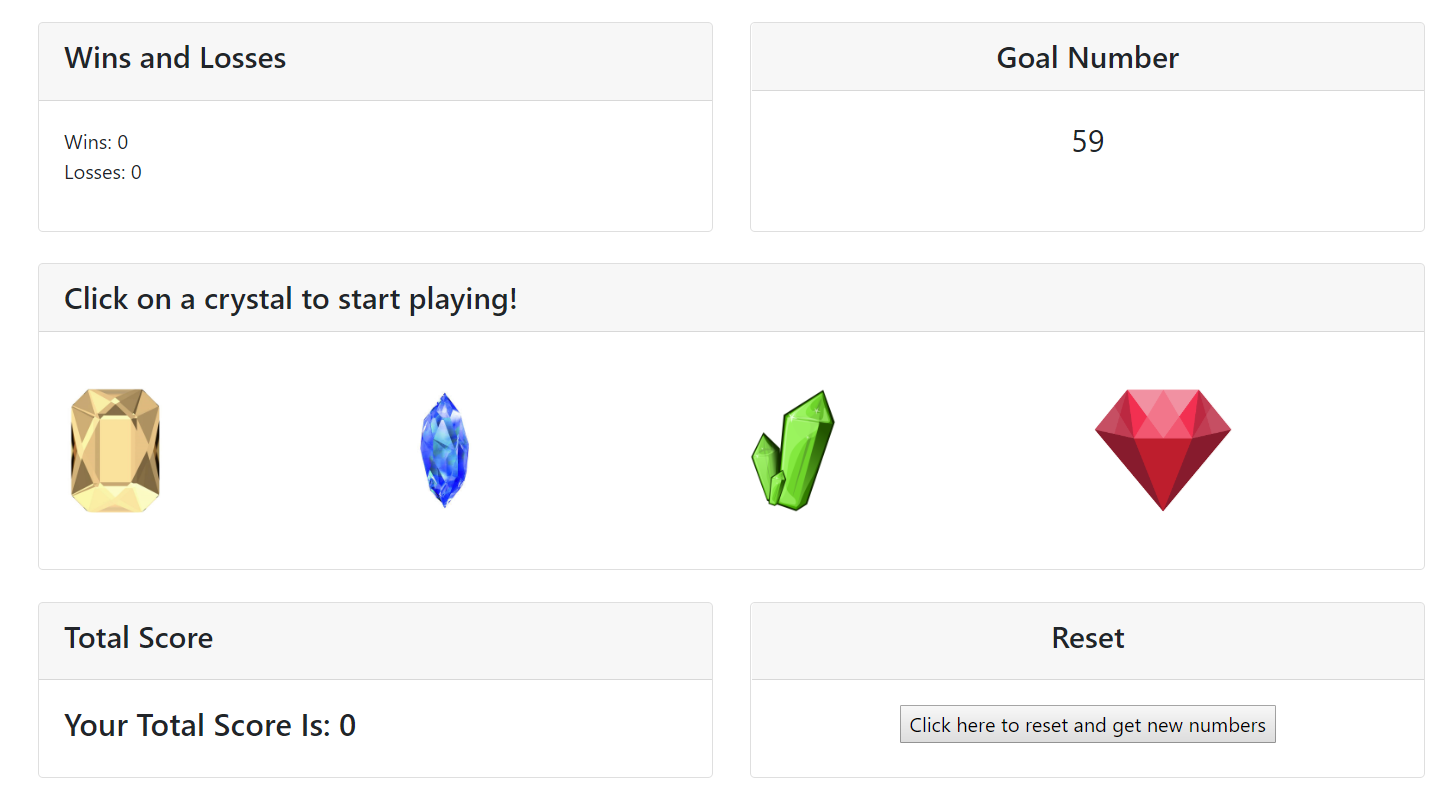 Wins and Losses
Goal Number
Wins: 0
Losses: 0
59
Click on a crystal to start playing!
Total Score
Reset
Your Total Score Is: 0
Click here to reset and get new numbers